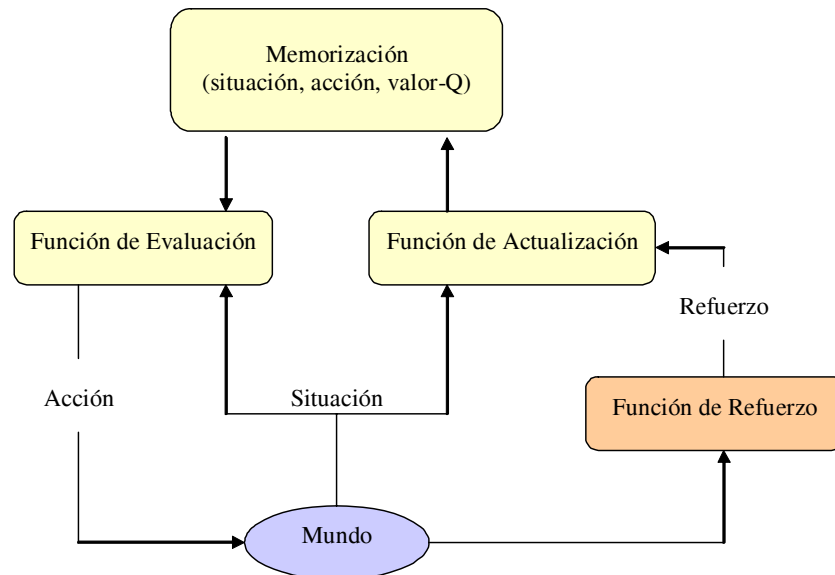 Memorización
(situación, acción, valor-Q)
Función de Evaluación
Función de Actualización
Refuerzo
Acción
Situación
Función de Refuerzo
Mundo